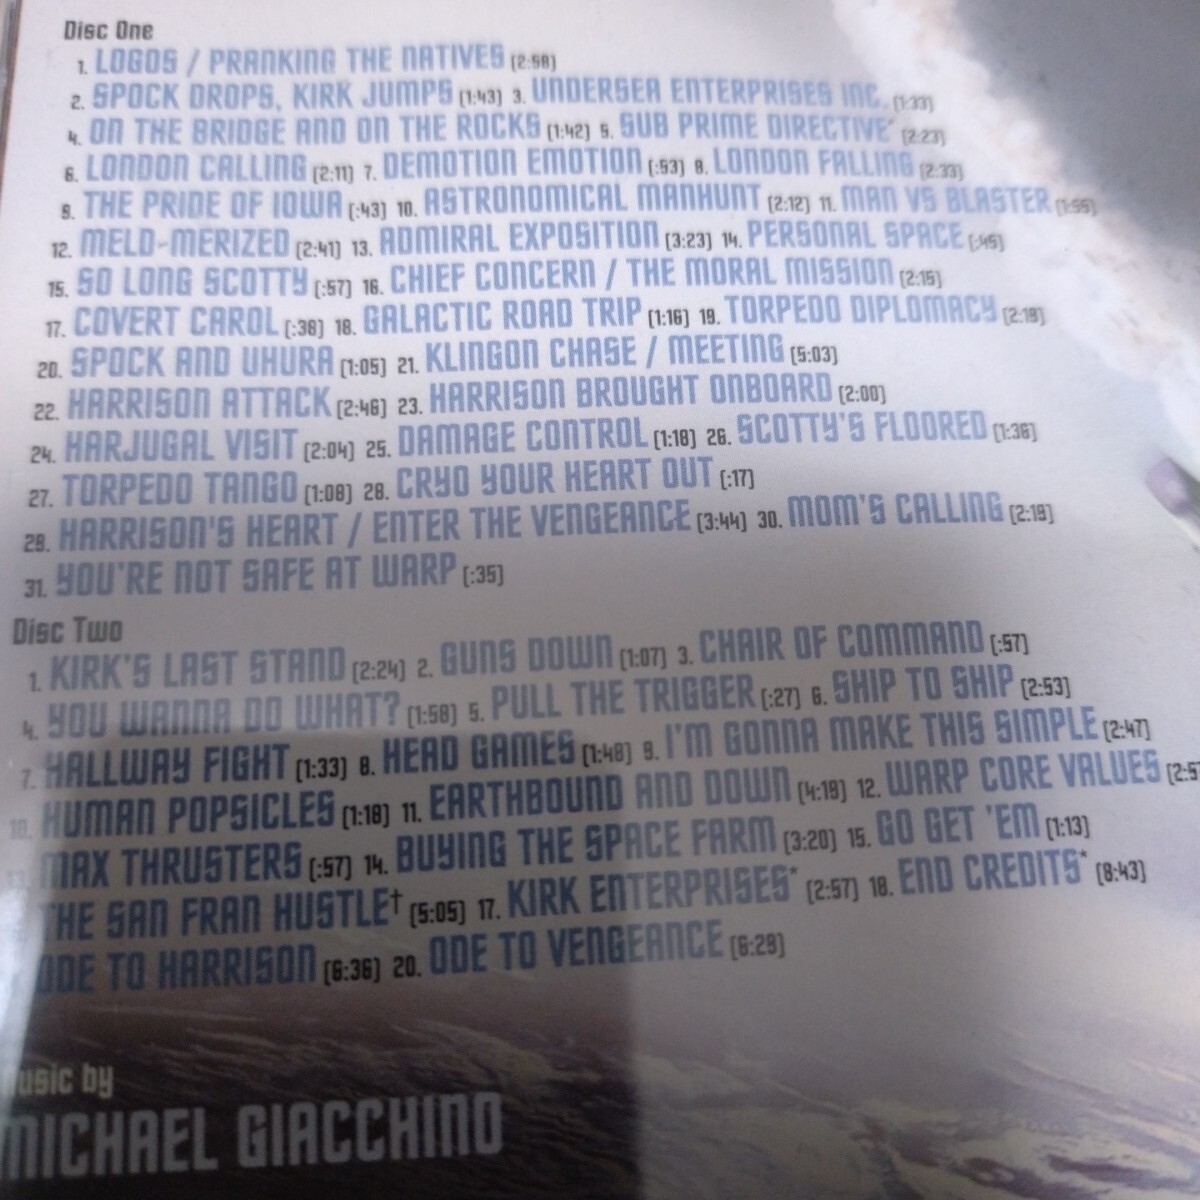 Disc One
1. LOGOS / PRANKING THE NATIVES [2:58]
2. SPOCK DROPS, KIRK JUMPS [1:43] 3. UNDERSEA ENTERPRISES INC. [1:33]
4. ON THE BRIDGE AND ON THE ROCKS [1:42] 5. SUB PRIME DIRECTIVE* [2:23]
6. LONDON CALLING [2:11] 7. DEMOTION EMOTION [:53] 8. LONDON FALLING [2:33]
9. THE PRIDE OF IOWA [:43] 10. ASTRONOMICAL MANHUNT [2:12] 11. MAN VS BLASTER [1:55]
12. MELD-MERIZED [2:41] 13. ADMIRAL EXPOSITION [3:23] 14. PERSONAL SPACE [:45]
15. SO LONG SCOTTY [:57] 16. CHIEF CONCERN / THE MORAL MISSION [2:15]
17. COVERT CAROL [:38] 18. GALACTIC ROAD TRIP [1:16] 19. TORPEDO DIPLOMACY [2:19]
20. SPOCK AND UHURA [1:05] 21. KLINGON CHASE / MEETING [5:03]
22. HARRISON ATTACK [2:46] 23. HARRISON BROUGHT ONBOARD [2:00]
24. HARJUGAL VISIT [2:04] 25. DAMAGE CONTROL [1:18] 26. SCOTTY'S FLOORED [1:36]
27. TORPEDO TANGO [1:08] 28. CRYO YOUR HEART OUT [:17]
29. HARRISON'S HEART / ENTER THE VENGEANCE [3:44] 30. MOM'S CALLING [2:19]
31. YOU'RE NOT SAFE AT WARP [:35]
Disc Two
1. KIRK'S LAST STAND [2:24] 2. GUNS DOWN [1:07] 3. CHAIR OF COMMAND [:57]
4. YOU WANNA DO WHAT? [1:58] 5. PULL THE TRIGGER [:27] 6. SHIP TO SHIP [2:53]
7. HALLWAY FIGHT [1:33] 8. HEAD GAMES [1:48] 9. I'M GONNA MAKE THIS SIMPLE [2:47]
10. HUMAN POPSICLES [1:18] 11. EARTHBOUND AND DOWN [4:19] 12. WARP CORE VALUES [2:57
13. MAX THRUSTERS [:57] 14. BUYING THE SPACE FARM [3:20] 15. GO GET 'EM [1:13]
THE SAN FRAN HUSTLE† [5:05] 17. KIRK ENTERPRISES* [2:57] 18. END CREDITS* [8:43]
ODE TO HARRISON [6:36] 20. ODE TO VENGEANCE [6:29]
usic by
MICHAEL GIACCHINO